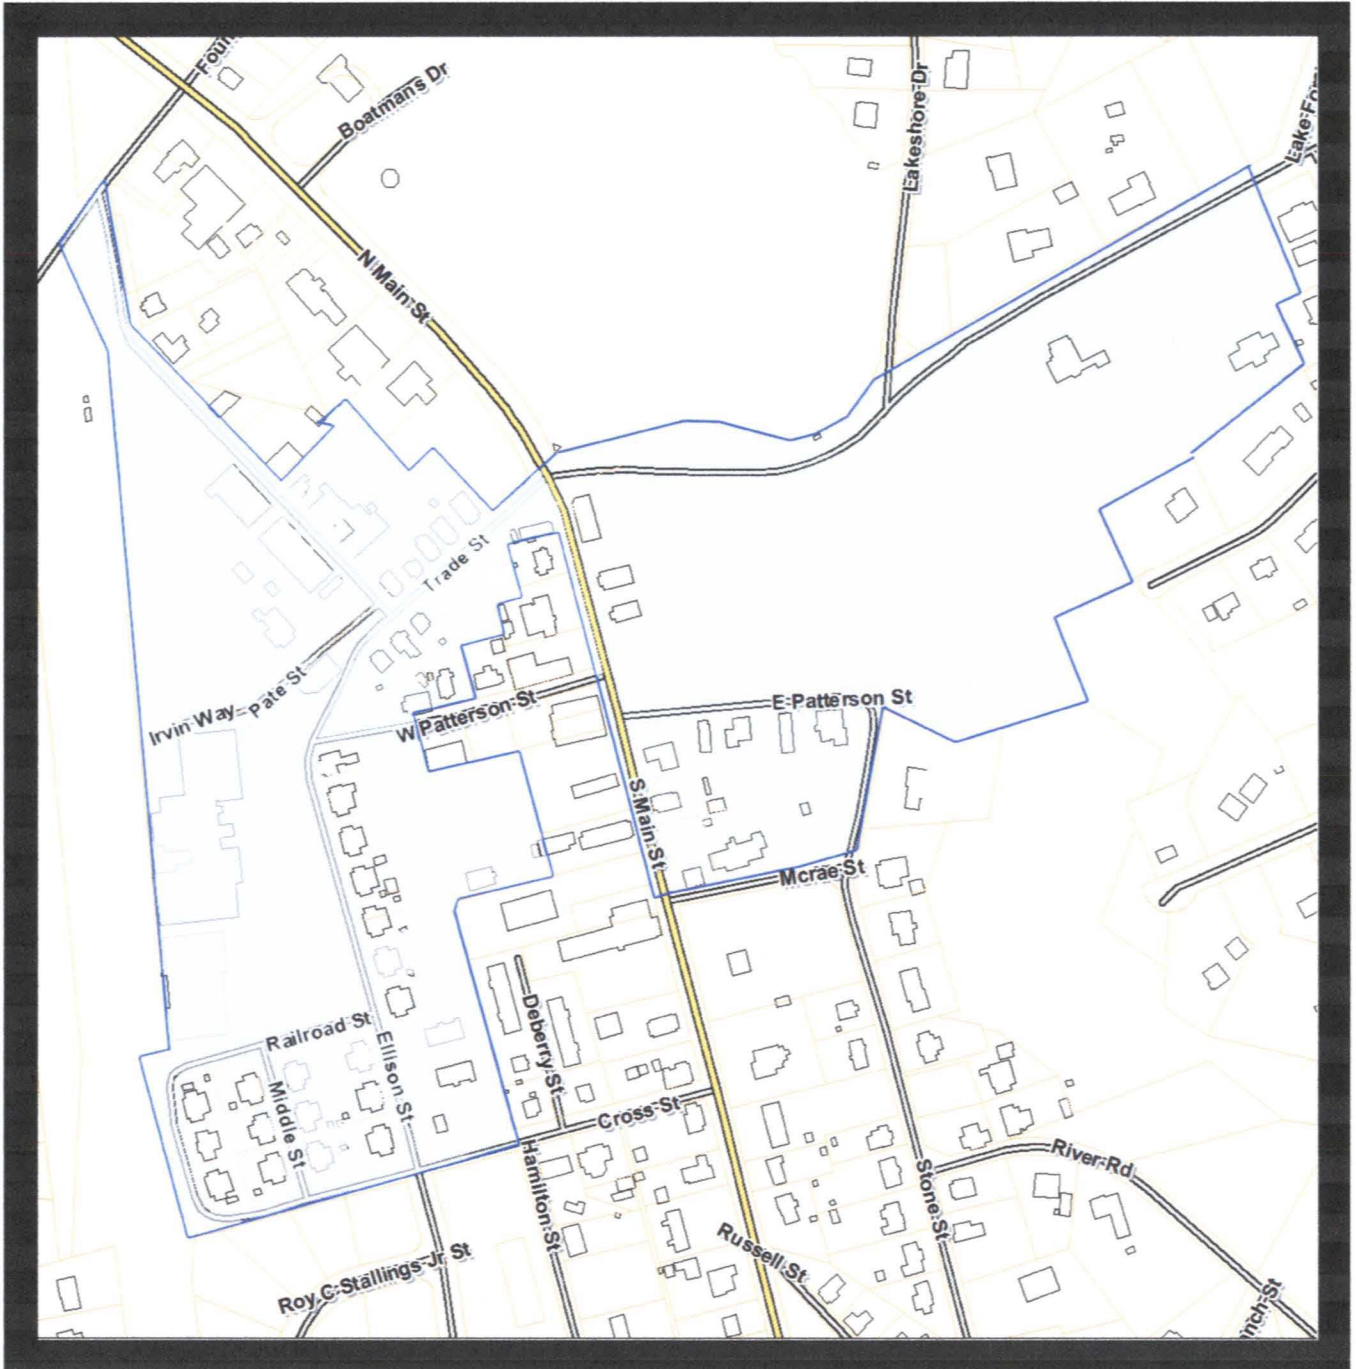 Boatmans Dr
Lakeshore Dr
N Main St
Trade St
Pate St
Irvin Way
W Patterson St
E Patterson St
S Main St
Mcrae St
Deberry St
Railroad St
Ellison St
Middle St
Cross St
Hamilton St
Stone St
River Rd
Russell St
Roy C Stallings Jr St